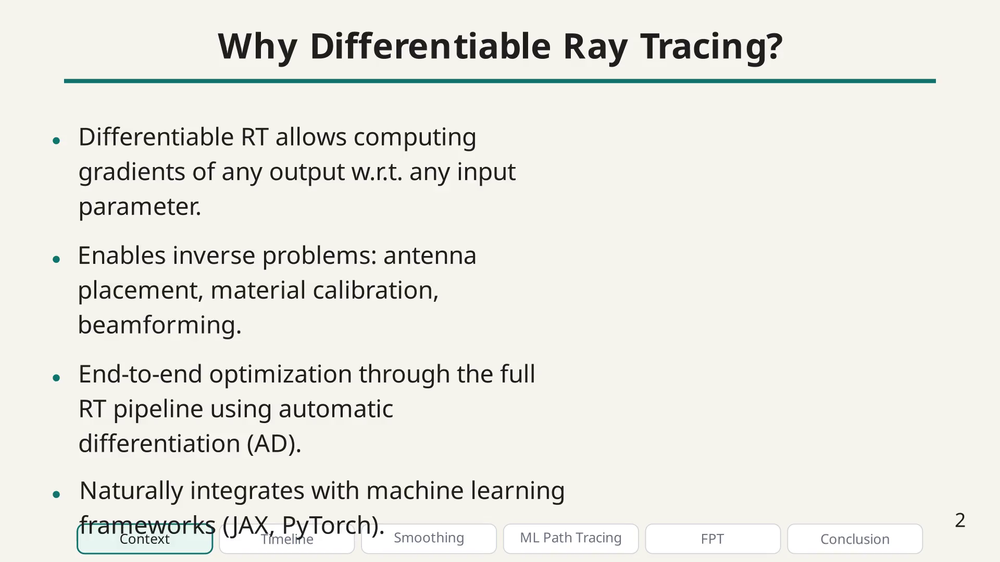 Why Differentiable Ray Tracing?
• Differentiable RT allows computing
gradients of any output w.r.t. any input
parameter.
• Enables inverse problems: antenna
placement, material calibration,
beamforming.
• End-to-end optimization through the full
RT pipeline using automatic
differentiation (AD).
• Naturally integrates with machine learning
frameworks (JAX, PyTorch).
2
Context
Timeline
Smoothing
ML Path Tracing
FPT
Conclusion